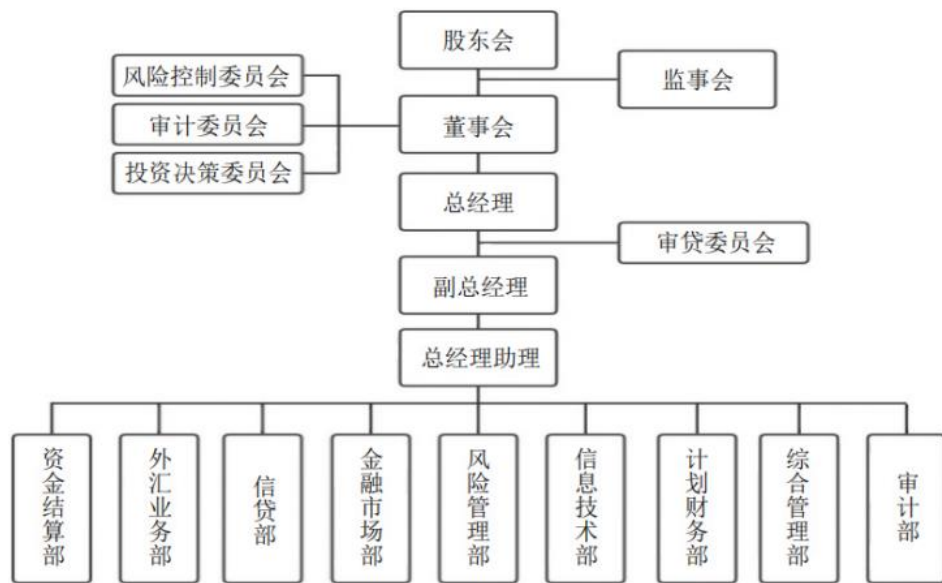 股东会
监事会
风险控制委员会
审计委员会
董事会
投资决策委员会
总经理
审贷委员会
副总经理
总经理助理
资金结算部
外汇业务部
信贷部
金融市场部
风险管理部
信息技术部
计划财务部
综合管理部
审计部